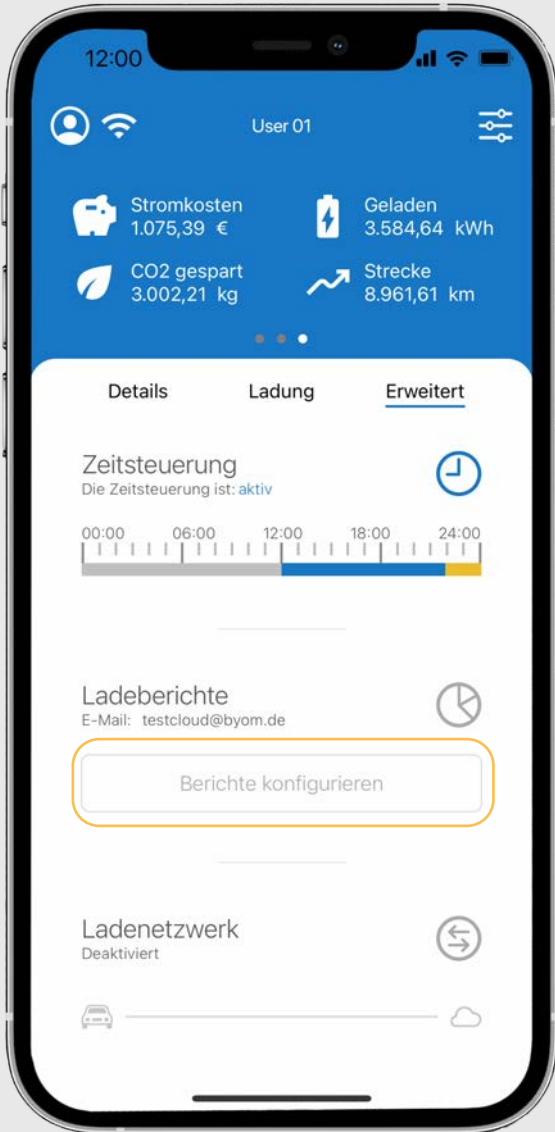 12:00
User 01
Stromkosten
1.075,39 €
Geladen
3.584,64 kWh
CO2 gespart
3.002,21 kg
Strecke
8.961,61 km
Details Ladung Erweitert
Zeitsteuerung
Die Zeitsteuerung ist: aktiv
00:00 06:00 12:00 18:00 24:00
Ladeberichte
E-Mail: testcloud@byom.de
Berichte konfigurieren
Ladenetzwerk
Deaktiviert